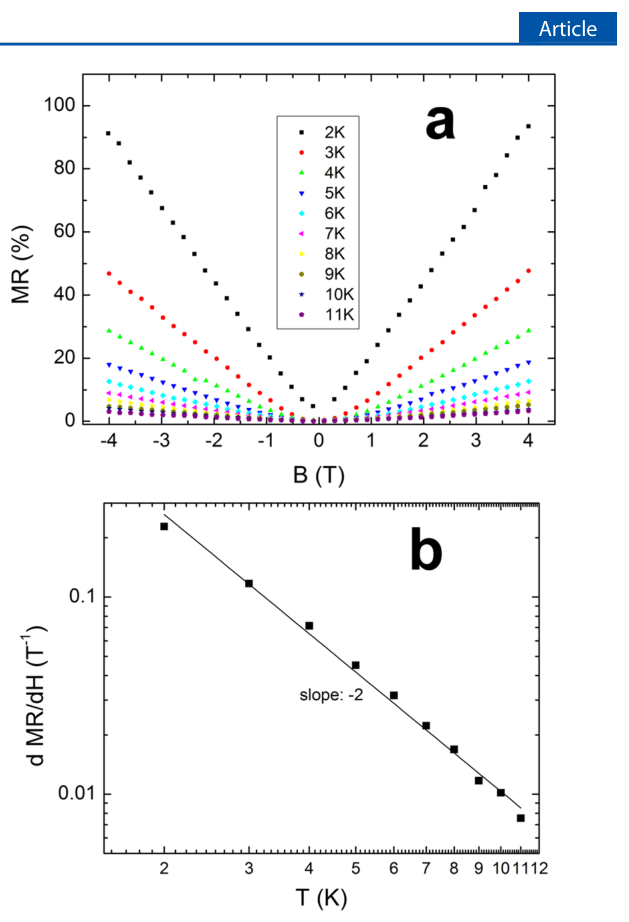 Article
a
100
80
60
40
20
0
MR (%)
2K
3K
4K
5K
6K
7K
8K
9K
10K
11K
-4 -3 -2 -1 0 1 2 3 4
B (T)
b
0.1
0.01
d MR/dH (T⁻¹)
slope: -2
2 3 4 5 6 7 8 9 10 11 12
T (K)